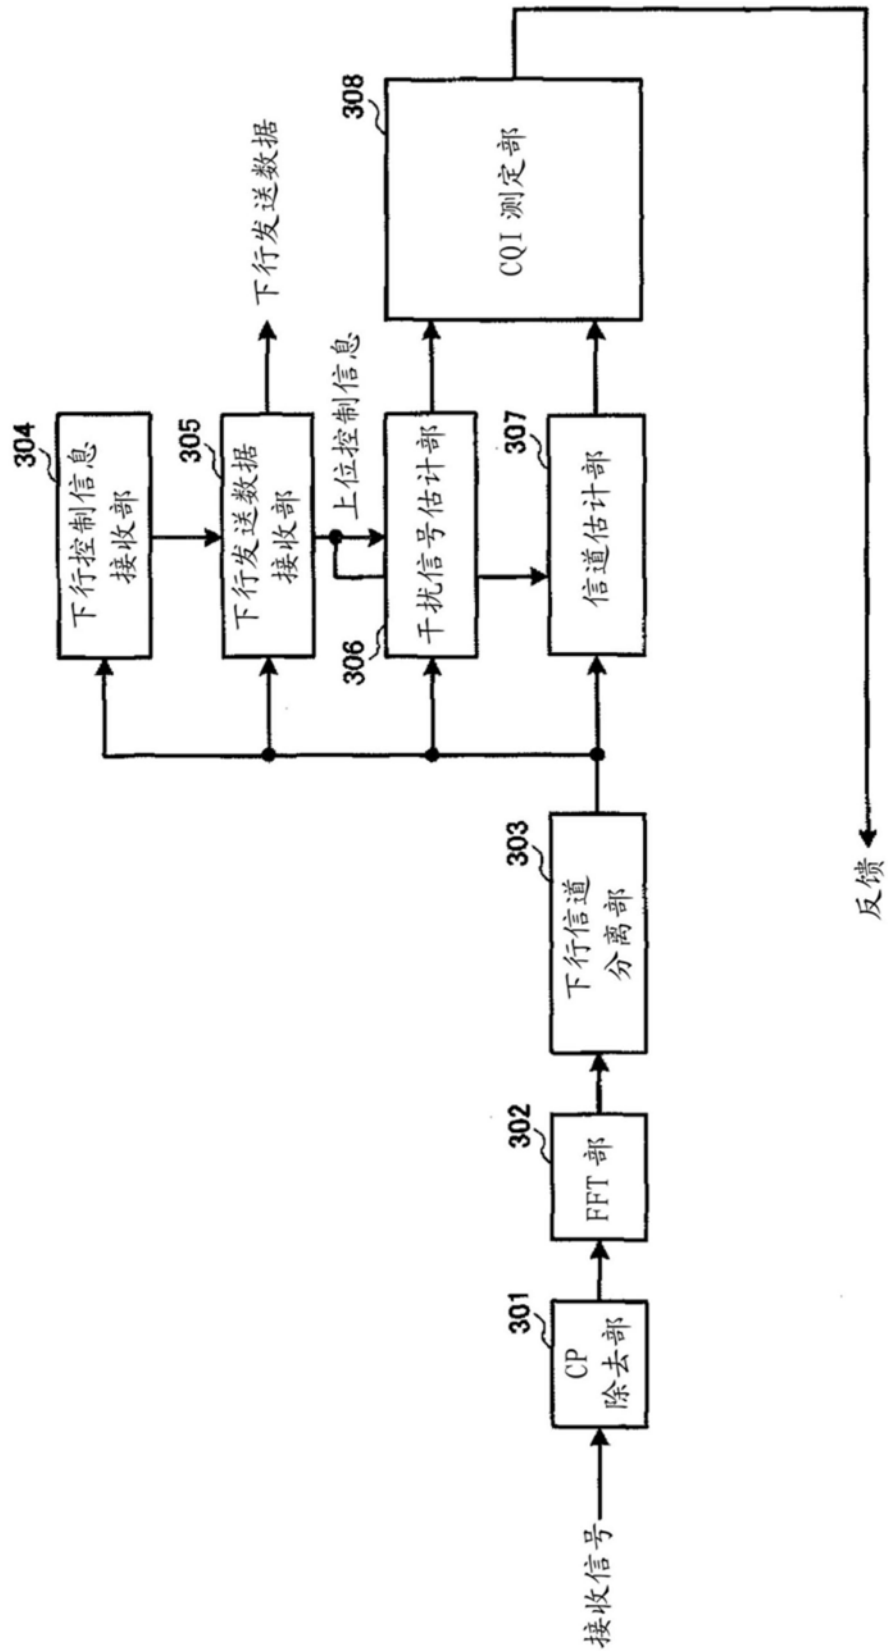 接收信号
301
CP
除去部
302
FFT 部
303
下行信道
分离部
304
下行控制信息
接收部
305
下行发送数据
接收部
下行发送数据
上位控制信息
306
干扰信号估计部
307
信道估计部
308
CQI 测定部
反馈